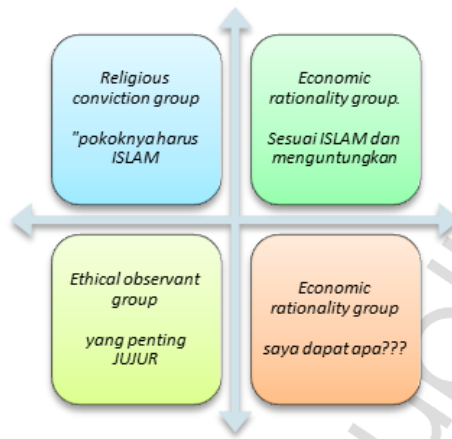 Religious
conviction group
"pokoknya harus
ISLAM
Economic
rationality group.
Sesuai ISLAM dan
menguntungkan
Ethical observant
group
yang penting
JUJUR
Economic
rationality group
saya dapat apa???